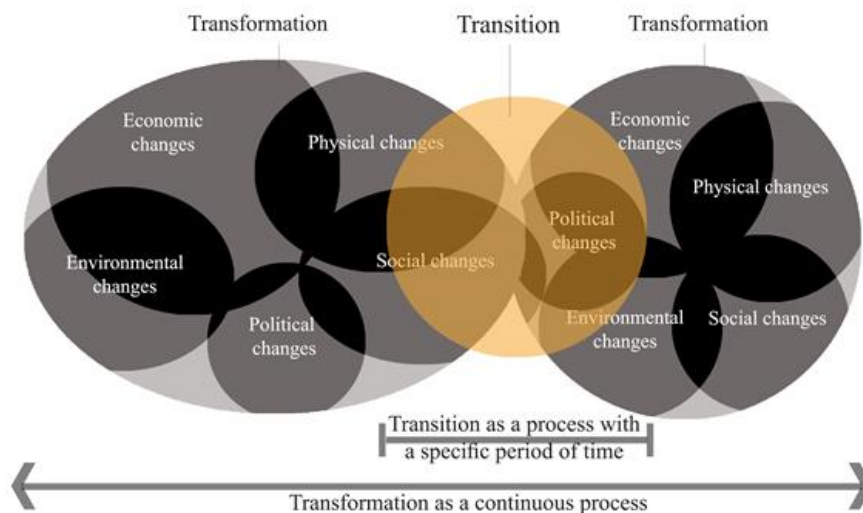 Transformation
Transition
Transformation
Economic
changes
Physical changes
Environmental
changes
Social changes
Political
changes
Economic
changes
Physical changes
Political
changes
Environmental
changes
Social changes
Transition as a process with
a specific period of time
Transformation as a continuous process